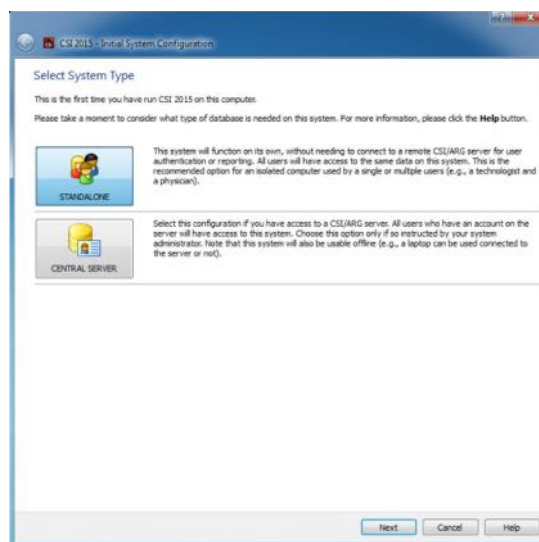 CSI 2015 - Initial System Configuration
Select System Type
This is the first time you have run CSI 2015 on this computer.
Please take a moment to consider what type of database is needed on this system. For more information, please click the Help button.
STANDALONE
This system will function on its own, without needing to connect to a remote CSI/ARG server for user
authentication or reporting. All users will have access to the same data on this system. This is the
recommended option for an isolated computer used by a single or multiple users (e.g., a technologist and
a physician).
CENTRAL SERVER
Select this configuration if you have access to a CSI/ARG server. All users who have an account on the
server will have access to this system. Choose this option only if so instructed by your system
administrator. Note that this system will also be usable offline (e.g., a laptop can be used connected to
the server or not).
Next
Cancel
Help